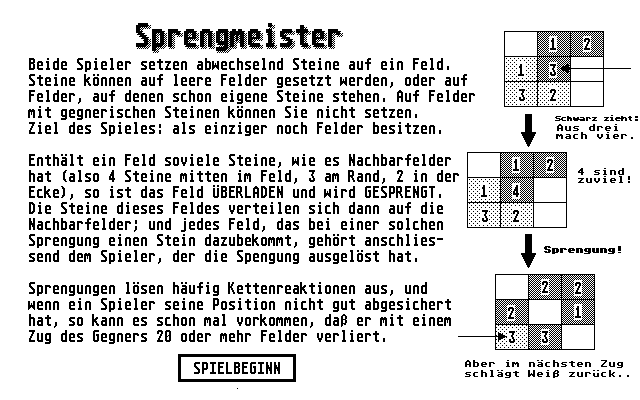 Sprengmeister
Beide Spieler setzen abwechselnd Steine auf ein Feld.
Steine können auf leere Felder gesetzt werden, oder auf
Felder, auf denen schon eigene Steine stehen. Auf Felder
mit gegnerischen Steinen können Sie nicht setzen.
Ziel des Spieles: als einziger noch Felder besitzen.
Enthält ein Feld soviele Steine, wie es Nachbarfelder
hat (also 4 Steine mitten im Feld, 3 am Rand, 2 in der
Ecke), so ist das Feld ÜBERLADEN und wird GESPRENGT.
Die Steine dieses Feldes verteilen sich dann auf die
Nachbarfelder; und jedes Feld, das bei einer solchen
Sprengung einen Stein dazubekommt, gehört anschlies-
send dem Spieler, der die Spengung ausgelöst hat.
Sprengungen lösen häufig Kettenreaktionen aus, und
wenn ein Spieler seine Position nicht gut abgesichert
hat, so kann es schon mal vorkommen, daß er mit einem
Zug des Gegners 20 oder mehr Felder verliert.
SPIELBEGINN
1 2
1 3
3 2
Schwarz zieht:
Aus drei
mach vier.
1 2
1 4
3 2
4 sind
zuviel!
Sprengung!
2 2
2 1
3 3
Aber im nächsten Zug
schlägt Weiß zurück..